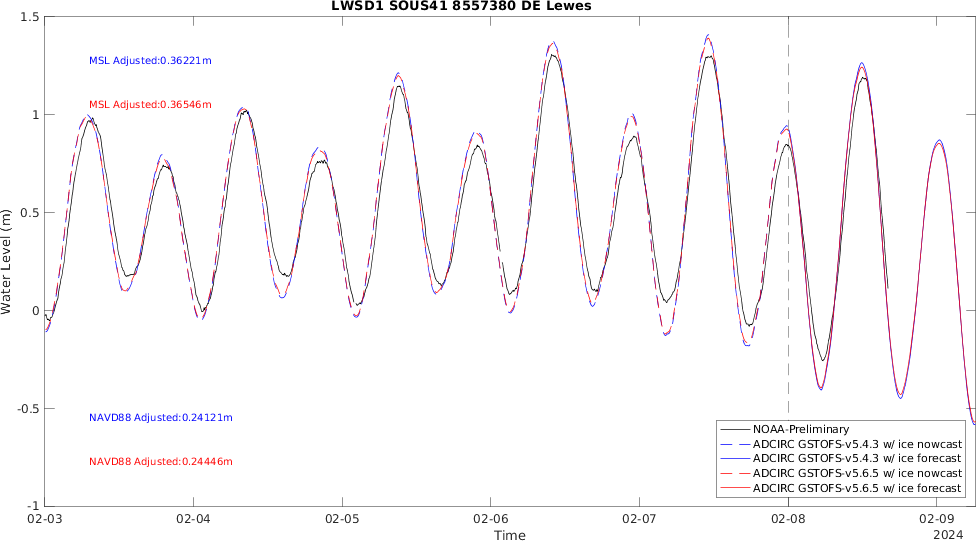 LWSD1 SOUS41 8557380 DE Lewes
1.5
1
0.5
0
-0.5
-1
Water Level (m)
MSL Adjusted:0.36221m
MSL Adjusted:0.36546m
NAVD88 Adjusted:0.24121m
NAVD88 Adjusted:0.24446m
NOAA-Preliminary
ADCIRC GSTOFS-v5.4.3 w/ ice nowcast
ADCIRC GSTOFS-v5.4.3 w/ ice forecast
ADCIRC GSTOFS-v5.6.5 w/ ice nowcast
ADCIRC GSTOFS-v5.6.5 w/ ice forecast
02-03 02-04 02-05 02-06 02-07 02-08 02-09
Time
2024